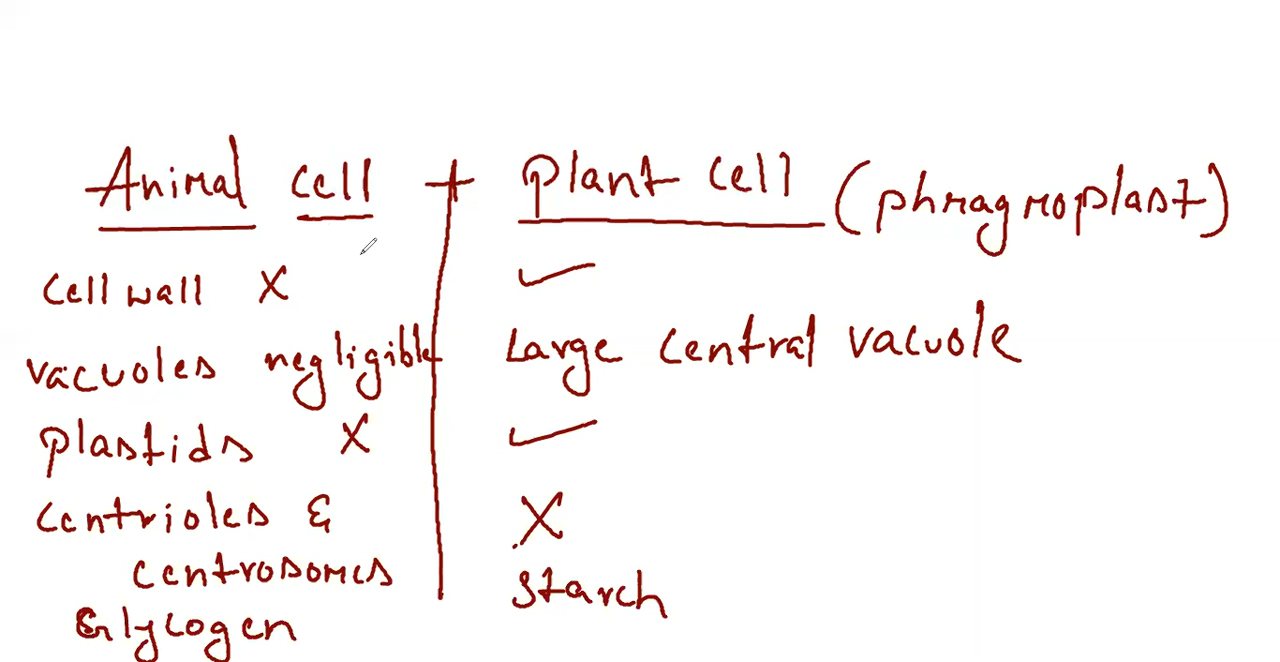 Animal cell + plant cell (phragmoplast)
cell wall X ✓
vacuoles negligible Large central vacuole
plastids X ✓
centrioles & X
centrosomes
Glycogen starch